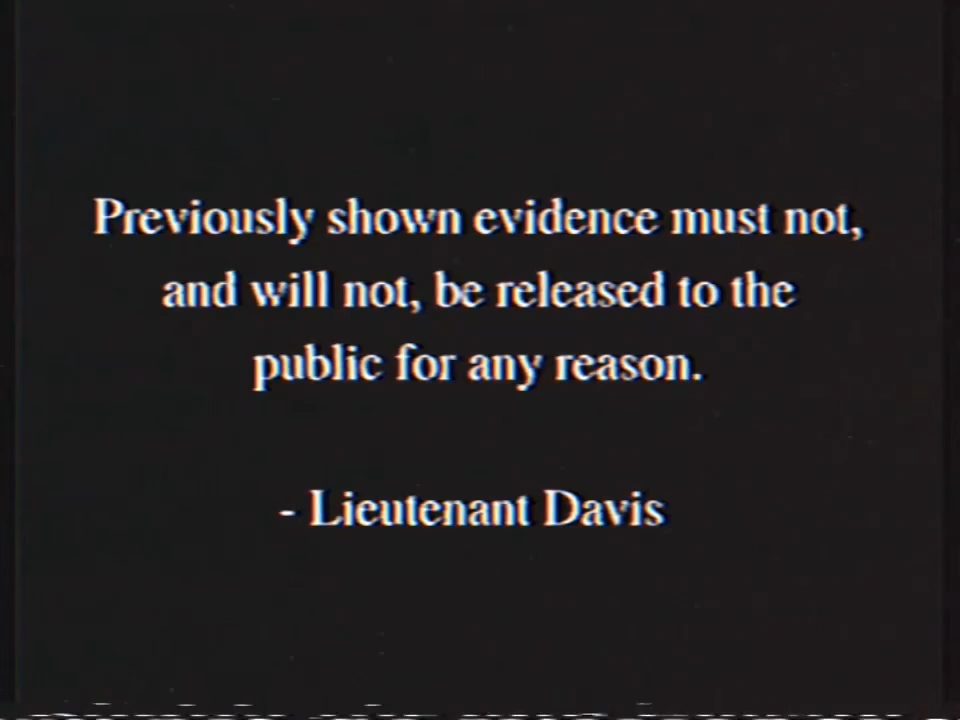 Previously shown evidence must not,
and will not, be released to the
public for any reason.
- Lieutenant Davis